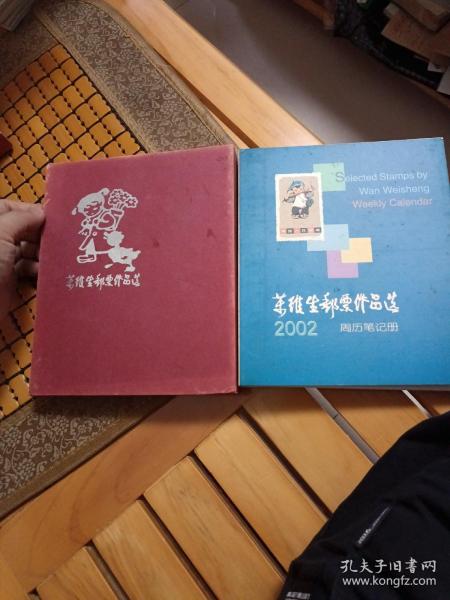 万维生邮票作品选
Selected Stamps by
Wan Weisheng
Weekly Calendar
万维生邮票作品选
2002 周历笔记册
孔夫子旧书网
www.kongfz.com